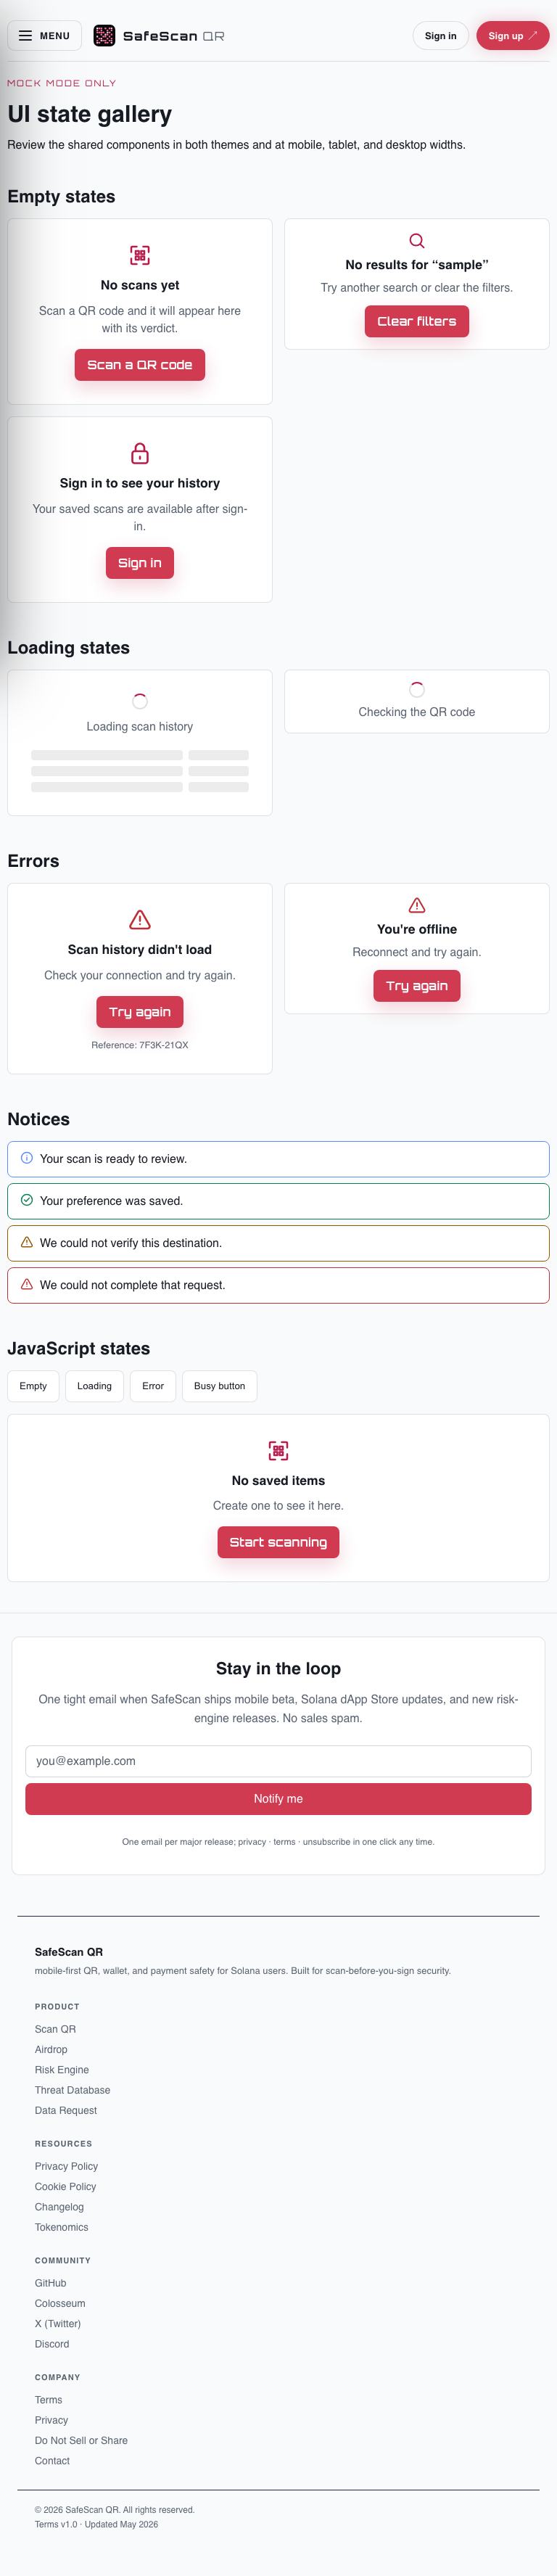 MENU
SafeScan QR
Sign in
Sign up ↗
MOCK MODE ONLY
UI state gallery
Review the shared components in both themes and at mobile, tablet, and desktop widths.
Empty states
No scans yet
Scan a QR code and it will appear here
with its verdict.
Scan a QR code
No results for “sample”
Try another search or clear the filters.
Clear filters
Sign in to see your history
Your saved scans are available after sign-
in.
Sign in
Loading states
Loading scan history
Checking the QR code
Errors
Scan history didn't load
Check your connection and try again.
Try again
Reference: 7F3K-21QX
You're offline
Reconnect and try again.
Try again
Notices
Your scan is ready to review.
Your preference was saved.
We could not verify this destination.
We could not complete that request.
JavaScript states
Empty
Loading
Error
Busy button
No saved items
Create one to see it here.
Start scanning
Stay in the loop
One tight email when SafeScan ships mobile beta, Solana dApp Store updates, and new risk-
engine releases. No sales spam.
you@example.com
Notify me
One email per major release; privacy · terms · unsubscribe in one click any time.
SafeScan QR
mobile-first QR, wallet, and payment safety for Solana users. Built for scan-before-you-sign security.
PRODUCT
Scan QR
Airdrop
Risk Engine
Threat Database
Data Request
RESOURCES
Privacy Policy
Cookie Policy
Changelog
Tokenomics
COMMUNITY
GitHub
Colosseum
X (Twitter)
Discord
COMPANY
Terms
Privacy
Do Not Sell or Share
Contact
© 2026 SafeScan QR. All rights reserved.
Terms v1.0 · Updated May 2026